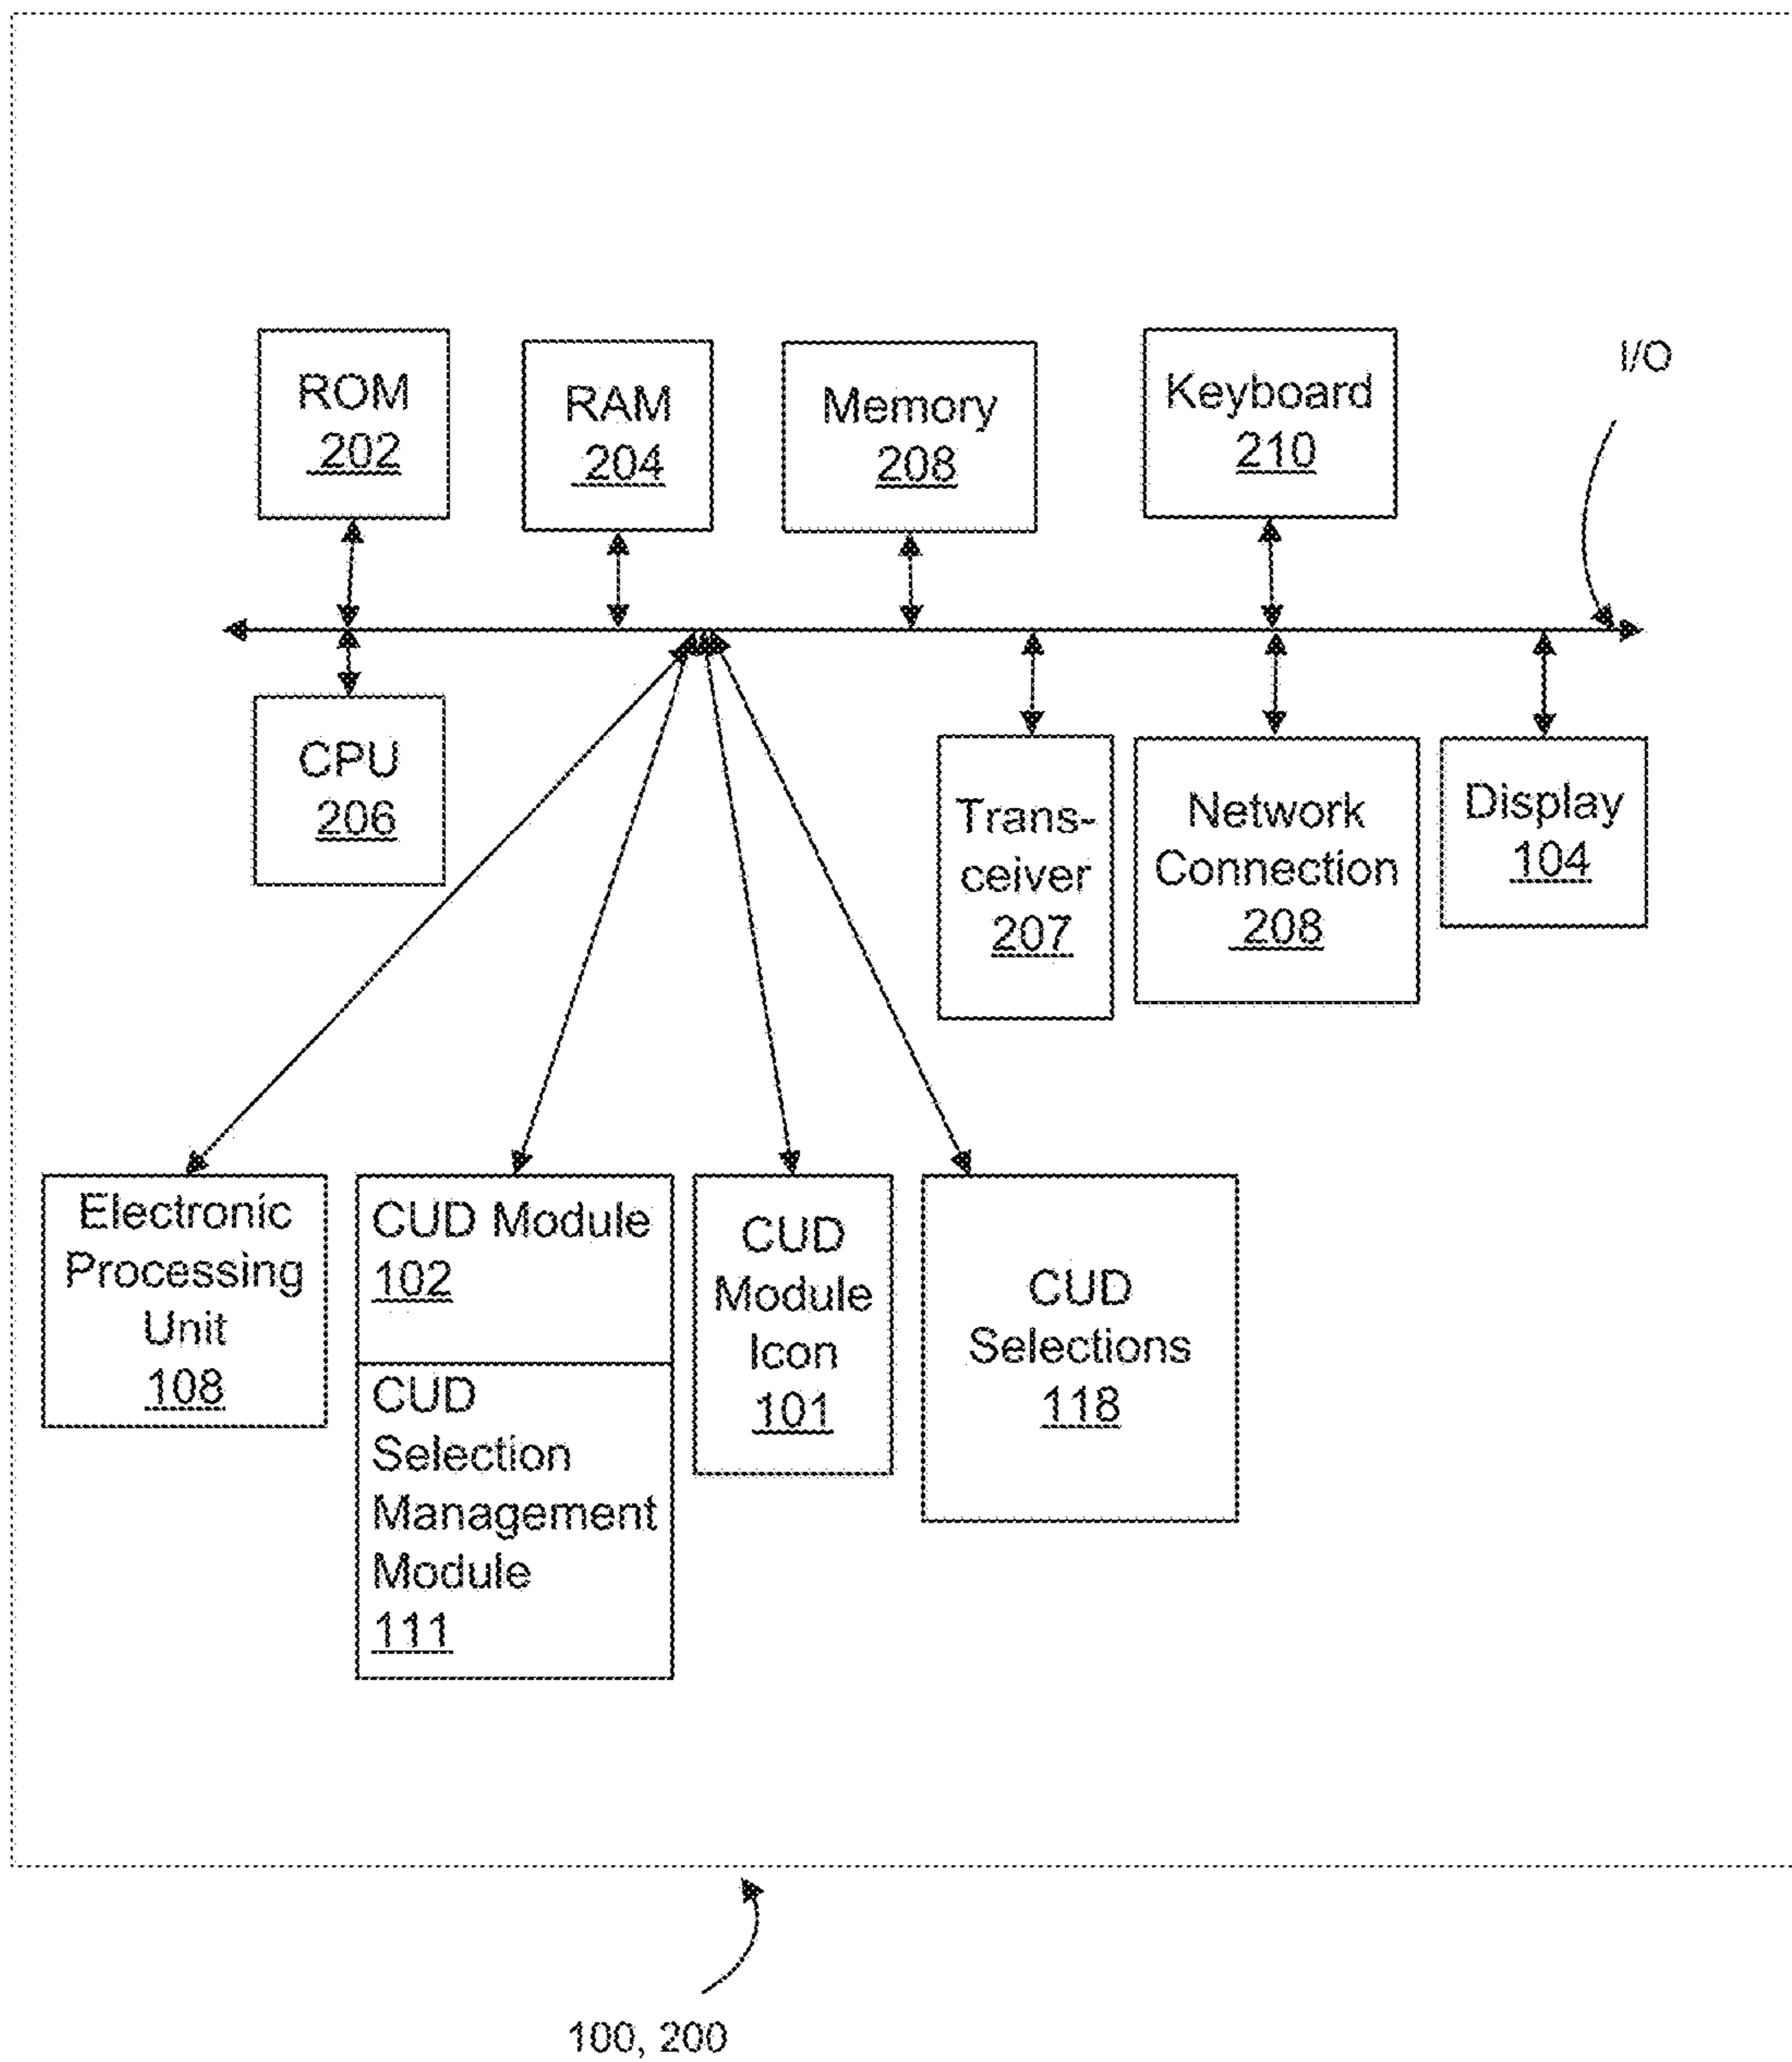 ROM
202
RAM
204
Memory
208
Keyboard
210
I/O
CPU
206
Trans-
ceiver
207
Network
Connection
208
Display
104
Electronic
Processing
Unit
108
CUD Module
102
CUD
Selection
Management
Module
111
CUD
Module
Icon
101
CUD
Selections
118
100, 200